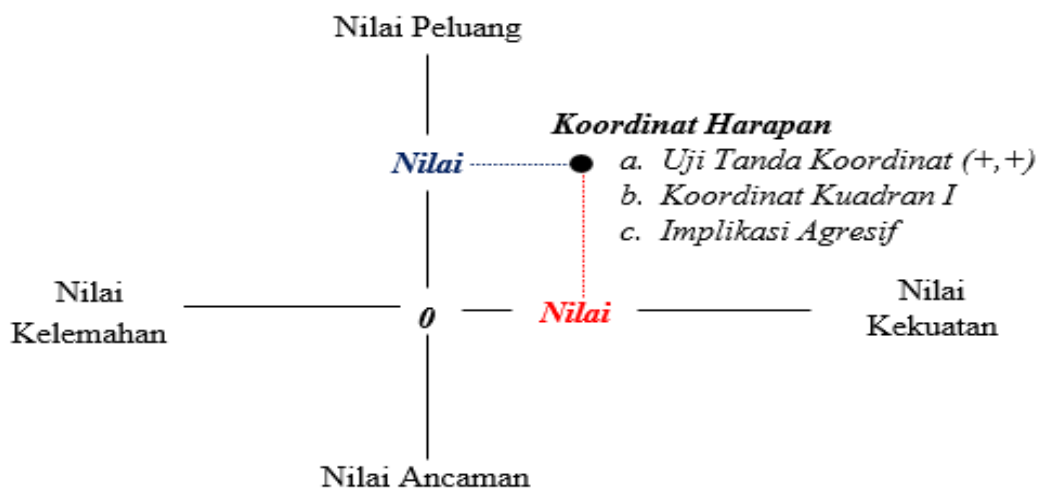 Nilai Peluang
Koordinat Harapan
Nilai
a. Uji Tanda Koordinat (+,+)
b. Koordinat Kuadran I
c. Implikasi Agresif
Nilai
Kelemahan
0
Nilai
Nilai
Kekuatan
Nilai Ancaman